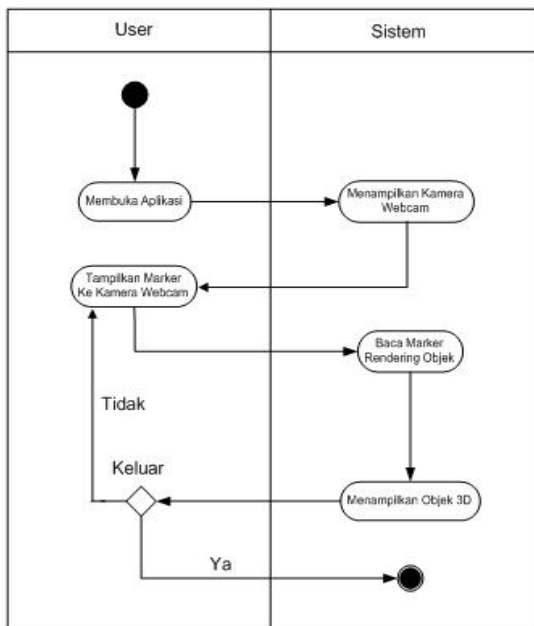 User
Sistem
Membuka Aplikasi
Menampilkan Kamera
Webcam
Tampilkan Marker
Ke Kamera Webcam
Baca Marker
Rendering Objek
Tidak
Keluar
Menampilkan Objek 3D
Ya